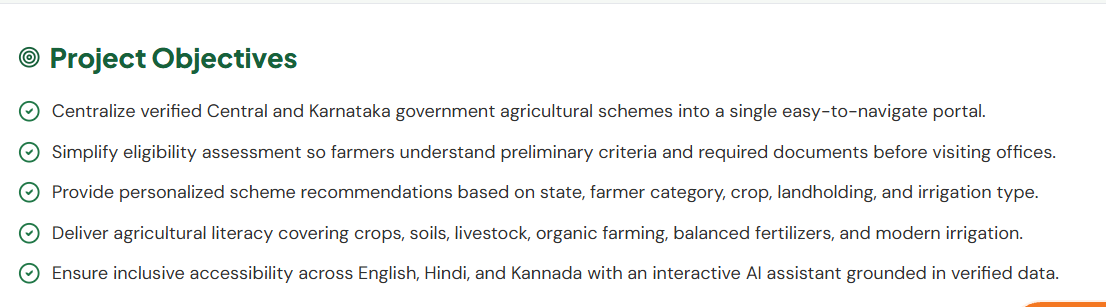 Project Objectives
Centralize verified Central and Karnataka government agricultural schemes into a single easy-to-navigate portal.
Simplify eligibility assessment so farmers understand preliminary criteria and required documents before visiting offices.
Provide personalized scheme recommendations based on state, farmer category, crop, landholding, and irrigation type.
Deliver agricultural literacy covering crops, soils, livestock, organic farming, balanced fertilizers, and modern irrigation.
Ensure inclusive accessibility across English, Hindi, and Kannada with an interactive AI assistant grounded in verified data.